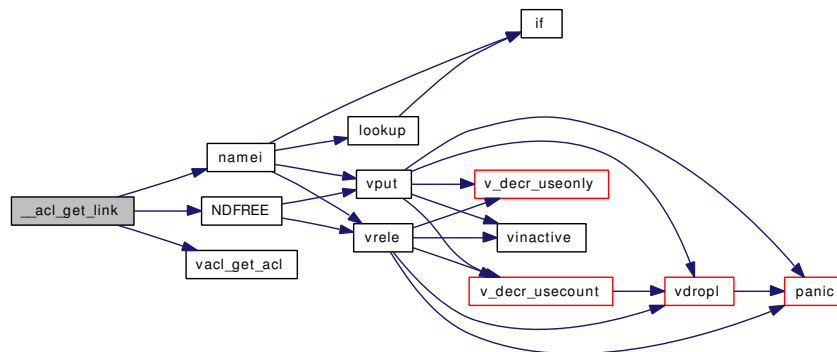 __acl_get_link
namei
NDFREE
vacl_get_acl
if
lookup
vput
vrele
v_decr_useonly
vinactive
v_decr_usecount
vdropl
panic